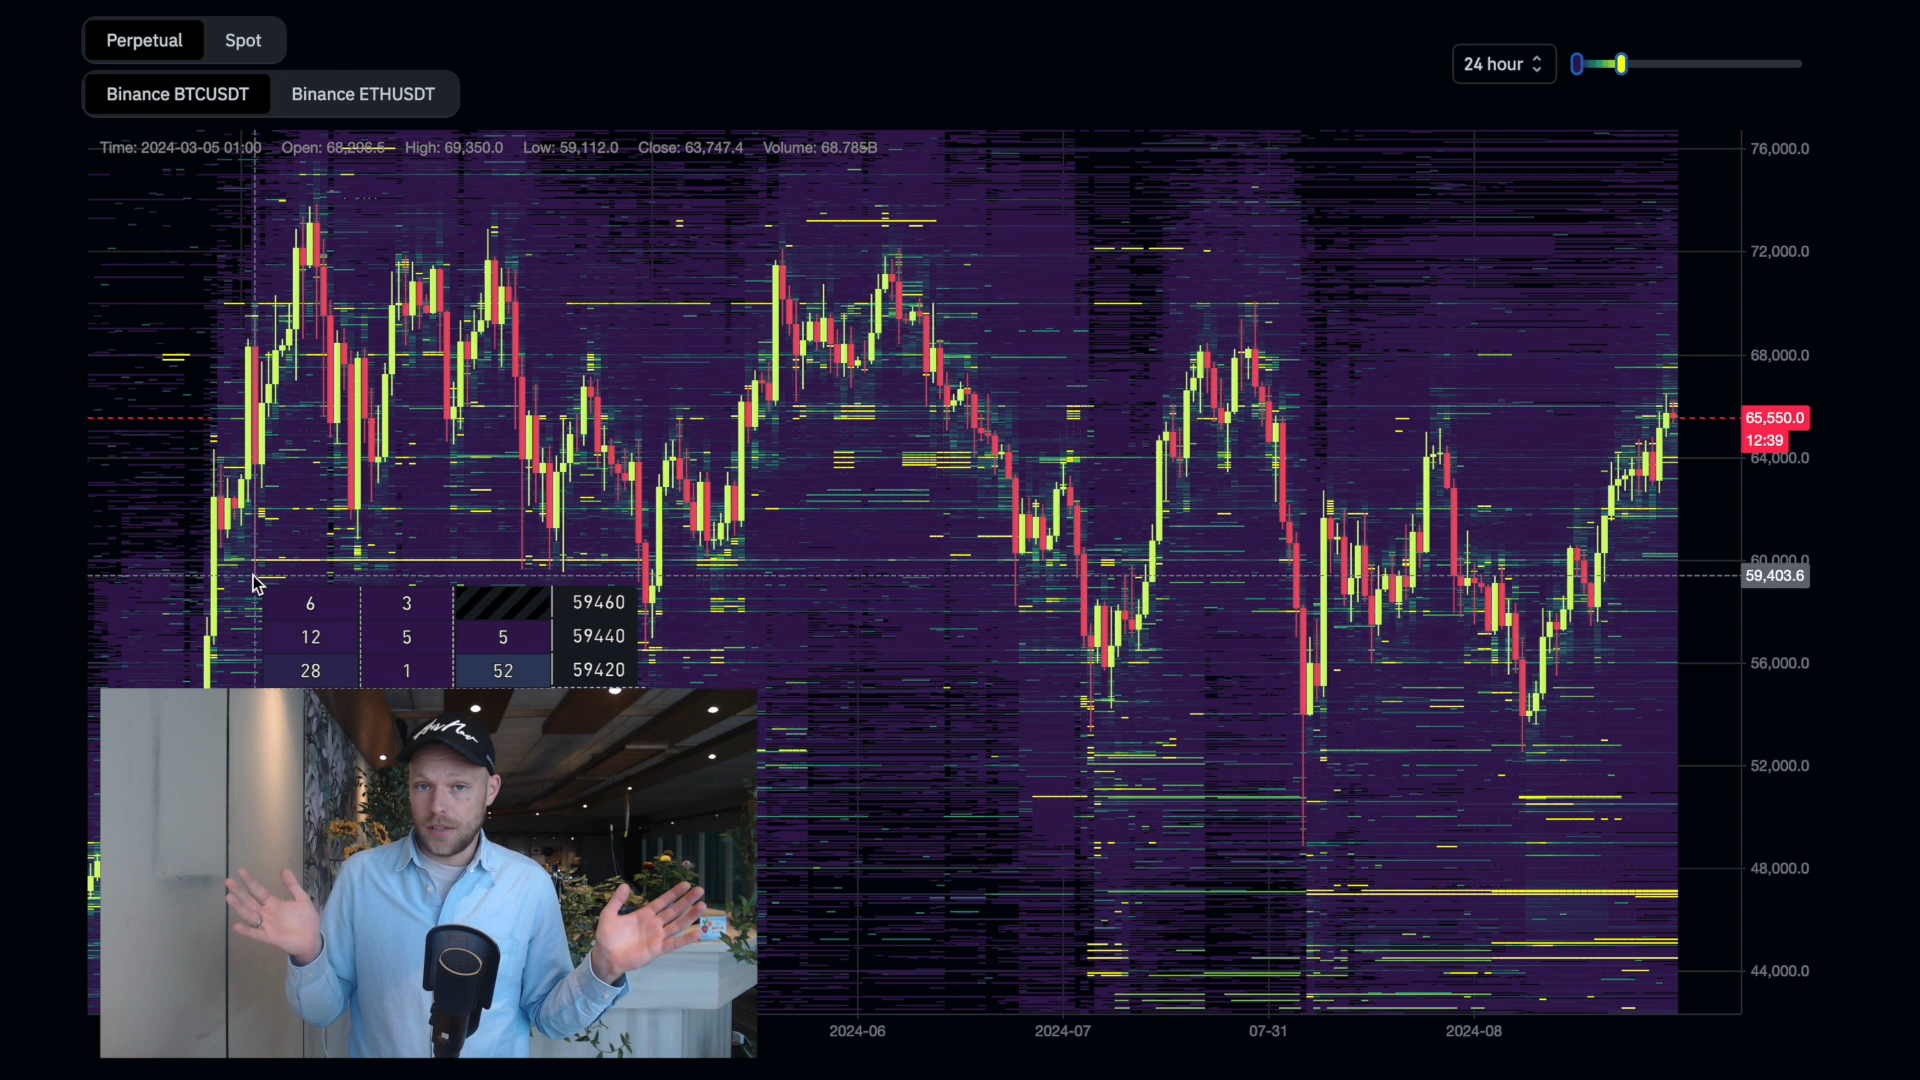 Perpetual Spot
24 hour
Binance BTCUSDT Binance ETHUSDT
Time: 2024-03-05 01:00 Open: 68,296.5 High: 69,350.0 Low: 59,112.0 Close: 63,747.4 Volume: 68.785B
76,000.0
72,000.0
68,000.0
65,550.0
12:39
64,000.0
60,000.0
59,403.6
6 3 59460
12 5 5 59440
28 1 52 59420
56,000.0
52,000.0
48,000.0
44,000.0
2024-06 2024-07 07-31 2024-08